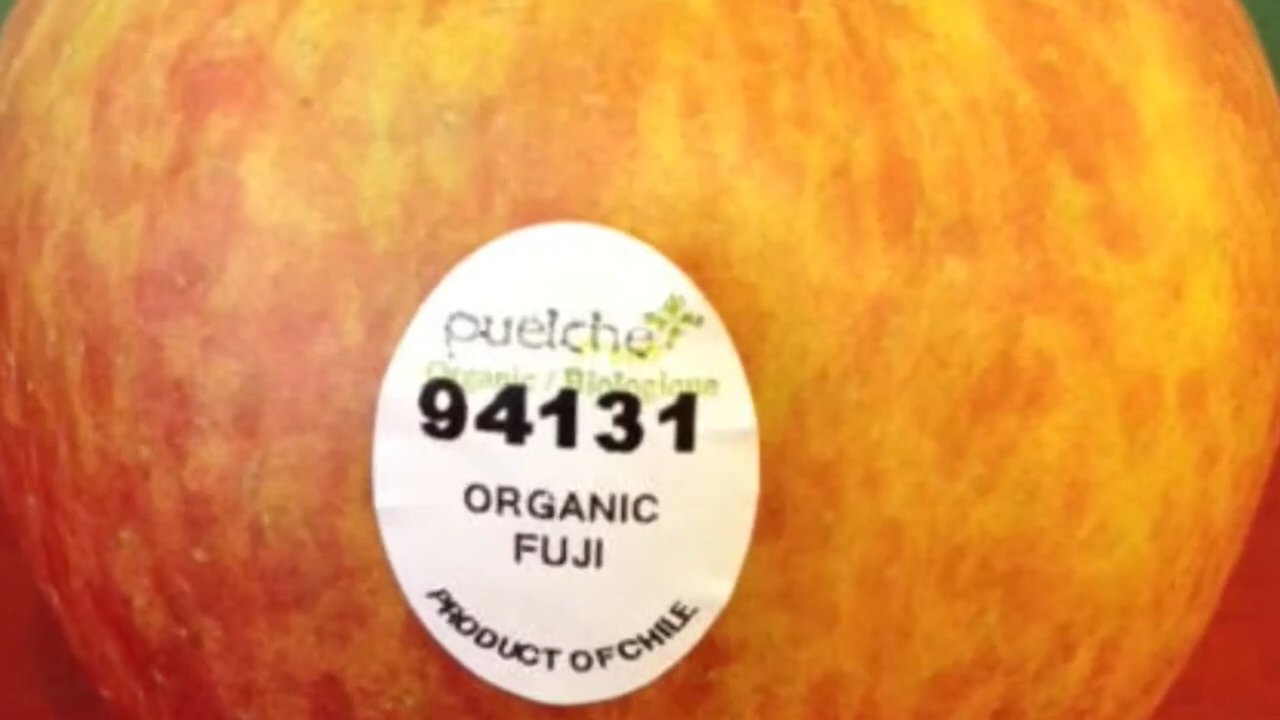 puelche
Organic / Biologique
94131
ORGANIC
FUJI
PRODUCT OF CHILE